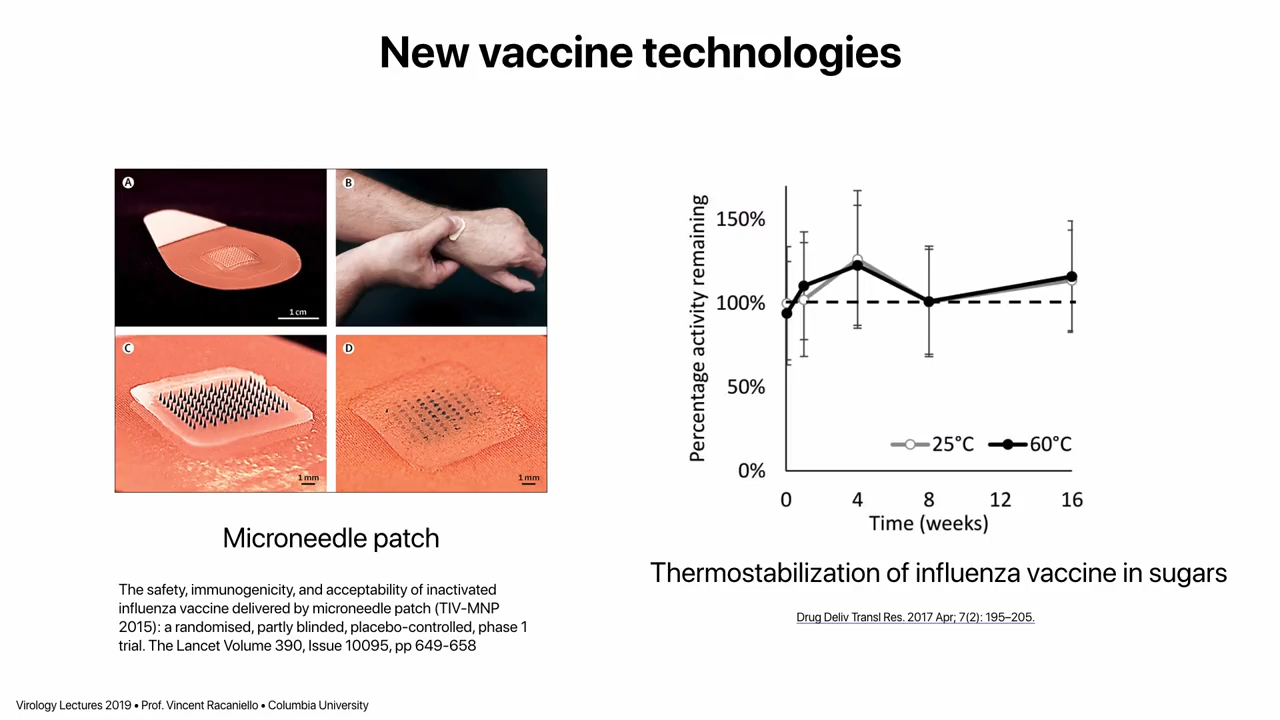 New vaccine technologies
A
B
1 cm
C
D
1 mm
1 mm
Microneedle patch
The safety, immunogenicity, and acceptability of inactivated
influenza vaccine delivered by microneedle patch (TIV-MNP
2015): a randomised, partly blinded, placebo-controlled, phase 1
trial. The Lancet Volume 390, Issue 10095, pp 649-658
Percentage activity remaining
150%
100%
50%
0%
25°C 60°C
0 4 8 12 16
Time (weeks)
Thermostabilization of influenza vaccine in sugars
Drug Deliv Transl Res. 2017 Apr; 7(2): 195–205.
Virology Lectures 2019 • Prof. Vincent Racaniello • Columbia University